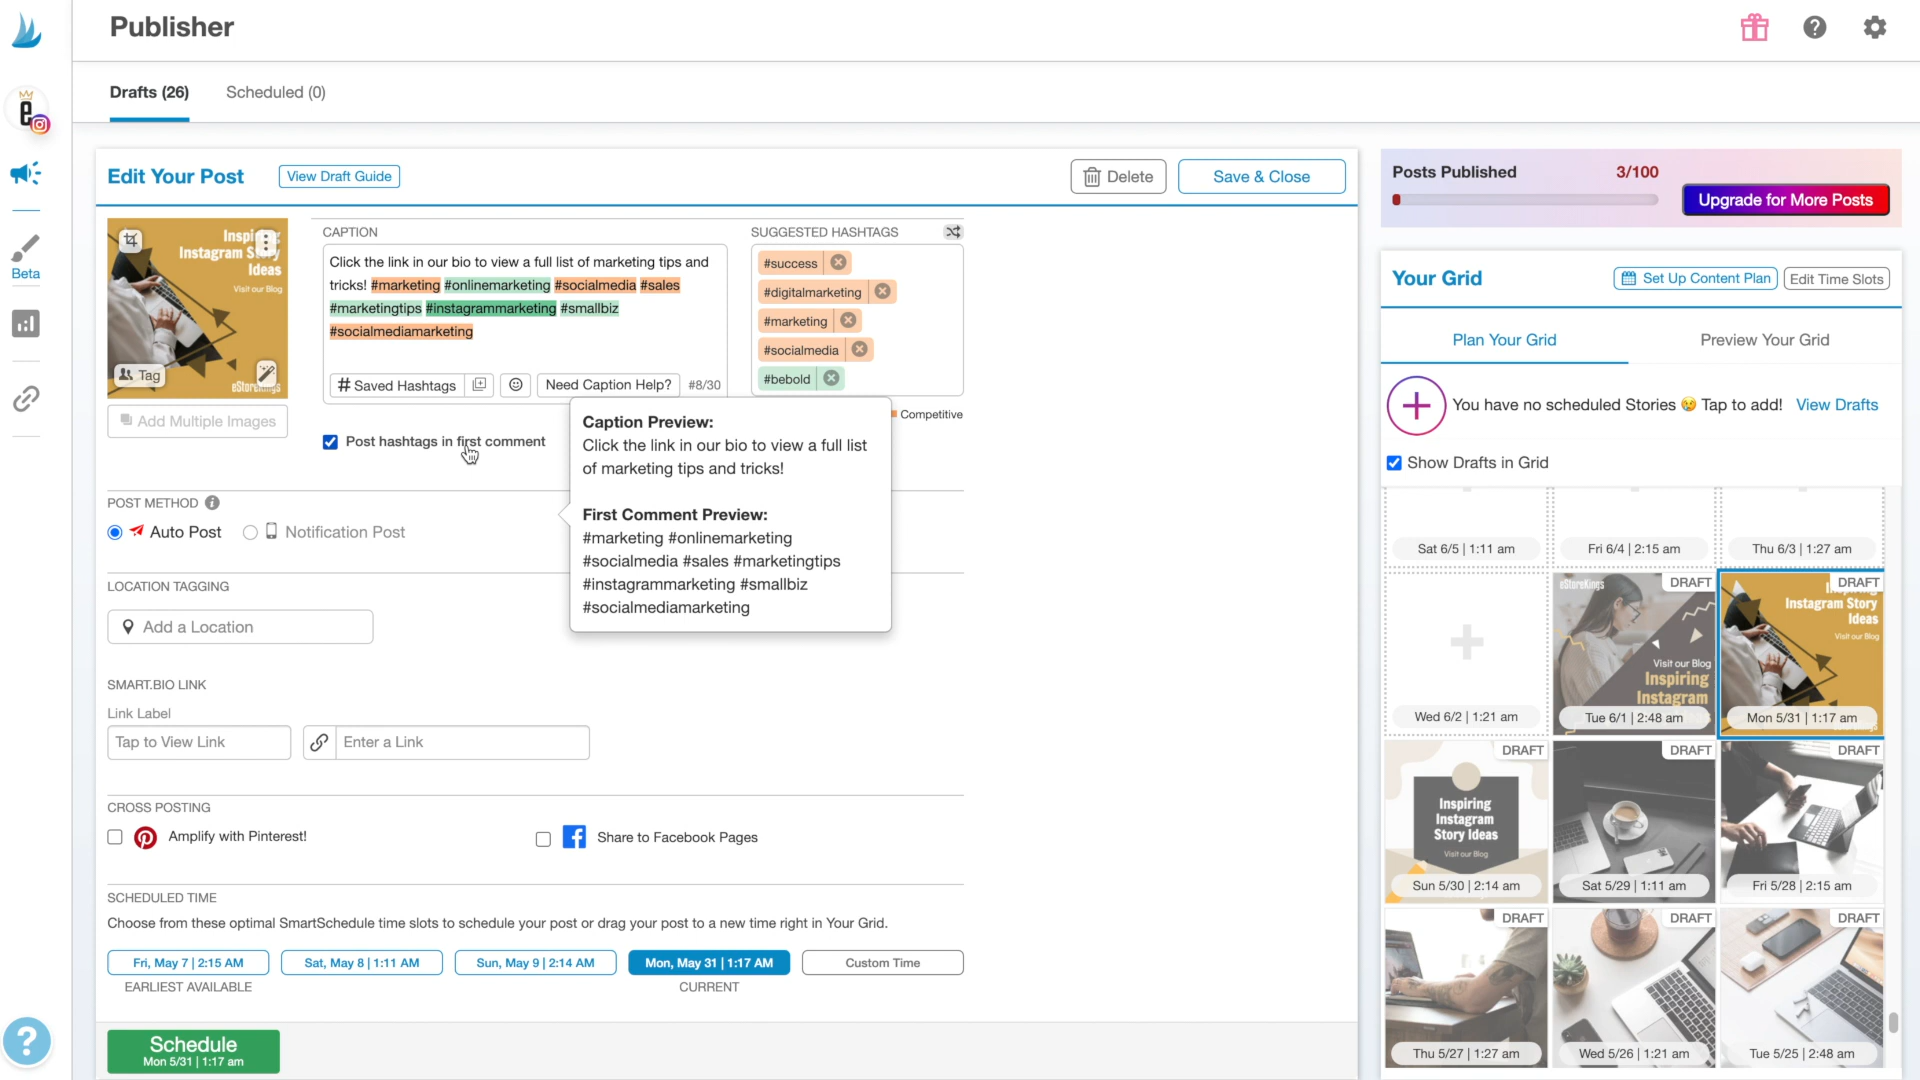 Publisher
Drafts (26)
Scheduled (0)
Beta
Edit Your Post
View Draft Guide
Delete
Save & Close
Inspi
Instagram S
Ideas
Visit our Blog
Tag
Add Multiple Images
CAPTION
Click the link in our bio to view a full list of marketing tips and
tricks! #marketing #onlinemarketing #socialmedia #sales
#marketingtips #instagrammarketing #smallbiz
#socialmediamarketing
# Saved Hashtags
Need Caption Help?
#8/30
SUGGESTED HASHTAGS
#success
#digitalmarketing
#marketing
#socialmedia
#bebold
Competitive
Post hashtags in first comment
Caption Preview:
Click the link in our bio to view a full list
of marketing tips and tricks!
First Comment Preview:
#marketing #onlinemarketing
#socialmedia #sales #marketingtips
#instagrammarketing #smallbiz
#socialmediamarketing
POST METHOD
Auto Post
Notification Post
LOCATION TAGGING
Add a Location
SMART.BIO LINK
Link Label
Tap to View Link
Enter a Link
CROSS POSTING
Amplify with Pinterest!
Share to Facebook Pages
SCHEDULED TIME
Choose from these optimal SmartSchedule time slots to schedule your post or drag your post to a new time right in Your Grid.
Fri, May 7 | 2:15 AM
Sat, May 8 | 1:11 AM
Sun, May 9 | 2:14 AM
Mon, May 31 | 1:17 AM
Custom Time
EARLIEST AVAILABLE
CURRENT
Schedule
Mon 5/31 | 1:17 am
Posts Published
3/100
Upgrade for More Posts
Your Grid
Set Up Content Plan
Edit Time Slots
Plan Your Grid
Preview Your Grid
You have no scheduled Stories 😢 Tap to add!
View Drafts
Show Drafts in Grid
Sat 6/5 | 1:11 am
Fri 6/4 | 2:15 am
Thu 6/3 | 1:27 am
Wed 6/2 | 1:21 am
eStoreKings
DRAFT
Visit our Blog
Inspiring
Instagram
Tue 6/1 | 2:48 am
DRAFT
Inspiring
Instagram Story
Ideas
Visit our Blog
Mon 5/31 | 1:17 am
DRAFT
Inspiring
Instagram
Story Ideas
Visit our Blog
Sun 5/30 | 2:14 am
DRAFT
Sat 5/29 | 1:11 am
DRAFT
Fri 5/28 | 2:15 am
DRAFT
Thu 5/27 | 1:27 am
DRAFT
Wed 5/26 | 1:21 am
DRAFT
Tue 5/25 | 2:48 am